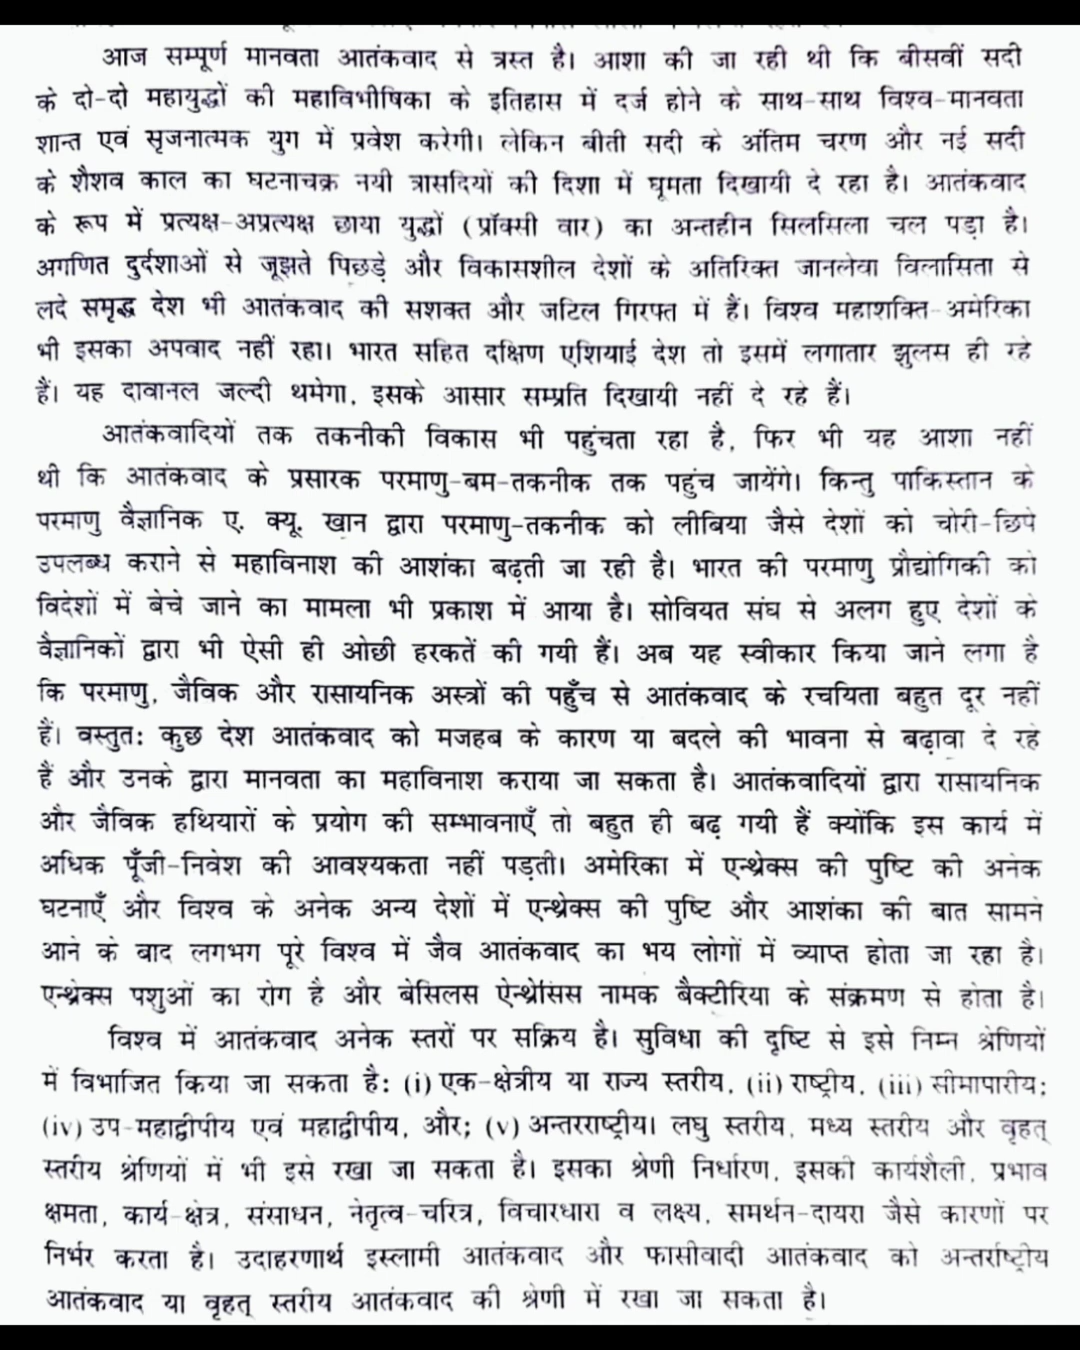 आज सम्पूर्ण मानवता आतंकवाद से त्रस्त है। आशा की जा रही थी कि बीसवीं सदी
के दो-दो महायुद्धों की महाविभीषिका के इतिहास में दर्ज होने के साथ-साथ विश्व-मानवता
शान्त एवं सृजनात्मक युग में प्रवेश करेगी। लेकिन बीती सदी के अंतिम चरण और नई सदी
के शैशव काल का घटनाचक्र नयी त्रासदियों की दिशा में घूमता दिखायी दे रहा है। आतंकवाद
के रूप में प्रत्यक्ष-अप्रत्यक्ष छाया युद्धों (प्रॉक्सी वार) का अन्तहीन सिलसिला चल पड़ा है।
अगणित दुर्दशाओं से जूझते पिछड़े और विकासशील देशों के अतिरिक्त जानलेवा विलासिता से
लदे समृद्ध देश भी आतंकवाद की सशक्त और जटिल गिरफ्त में हैं। विश्व महाशक्ति-अमेरिका
भी इसका अपवाद नहीं रहा। भारत सहित दक्षिण एशियाई देश तो इसमें लगातार झुलस ही रहे
हैं। यह दावानल जल्दी थमेगा, इसके आसार सम्प्रति दिखायी नहीं दे रहे हैं।
आतंकवादियों तक तकनीकी विकास भी पहुंचता रहा है, फिर भी यह आशा नहीं
थी कि आतंकवाद के प्रसारक परमाणु-बम-तकनीक तक पहुंच जायेंगे। किन्तु पाकिस्तान के
परमाणु वैज्ञानिक ए. क्यू. खान द्वारा परमाणु-तकनीक को लीबिया जैसे देशों को चोरी-छिपे
उपलब्ध कराने से महाविनाश की आशंका बढ़ती जा रही है। भारत की परमाणु प्रौद्योगिकी को
विदेशों में बेचे जाने का मामला भी प्रकाश में आया है। सोवियत संघ से अलग हुए देशों के
वैज्ञानिकों द्वारा भी ऐसी ही ओछी हरकतें की गयी हैं। अब यह स्वीकार किया जाने लगा है
कि परमाणु, जैविक और रासायनिक अस्त्रों की पहुँच से आतंकवाद के रचयिता बहुत दूर नहीं
हैं। वस्तुतः कुछ देश आतंकवाद को मजहब के कारण या बदले की भावना से बढ़ावा दे रहे
हैं और उनके द्वारा मानवता का महाविनाश कराया जा सकता है। आतंकवादियों द्वारा रासायनिक
और जैविक हथियारों के प्रयोग की सम्भावनाएँ तो बहुत ही बढ़ गयी हैं क्योंकि इस कार्य में
अधिक पूँजी-निवेश की आवश्यकता नहीं पड़ती। अमेरिका में एन्थ्रेक्स की पुष्टि की अनेक
घटनाएँ और विश्व के अनेक अन्य देशों में एन्थ्रेक्स की पुष्टि और आशंका की बात सामने
आने के बाद लगभग पूरे विश्व में जैव आतंकवाद का भय लोगों में व्याप्त होता जा रहा है।
एन्थ्रेक्स पशुओं का रोग है और बेसिलस ऐन्थ्रेसिस नामक बैक्टीरिया के संक्रमण से होता है।
विश्व में आतंकवाद अनेक स्तरों पर सक्रिय है। सुविधा की दृष्टि से इसे निम्न श्रेणियों
में विभाजित किया जा सकता है: (i) एक-क्षेत्रीय या राज्य स्तरीय, (ii) राष्ट्रीय, (iii) सीमापारीय;
(iv) उप-महाद्वीपीय एवं महाद्वीपीय, और; (v) अन्तरराष्ट्रीय। लघु स्तरीय, मध्य स्तरीय और वृहत्
स्तरीय श्रेणियों में भी इसे रखा जा सकता है। इसका श्रेणी निर्धारण, इसकी कार्यशैली, प्रभाव
क्षमता, कार्य-क्षेत्र, संसाधन, नेतृत्व-चरित्र, विचारधारा व लक्ष्य, समर्थन-दायरा जैसे कारणों पर
निर्भर करता है। उदाहरणार्थ इस्लामी आतंकवाद और फासीवादी आतंकवाद को अन्तर्राष्ट्रीय
आतंकवाद या वृहत् स्तरीय आतंकवाद की श्रेणी में रखा जा सकता है।